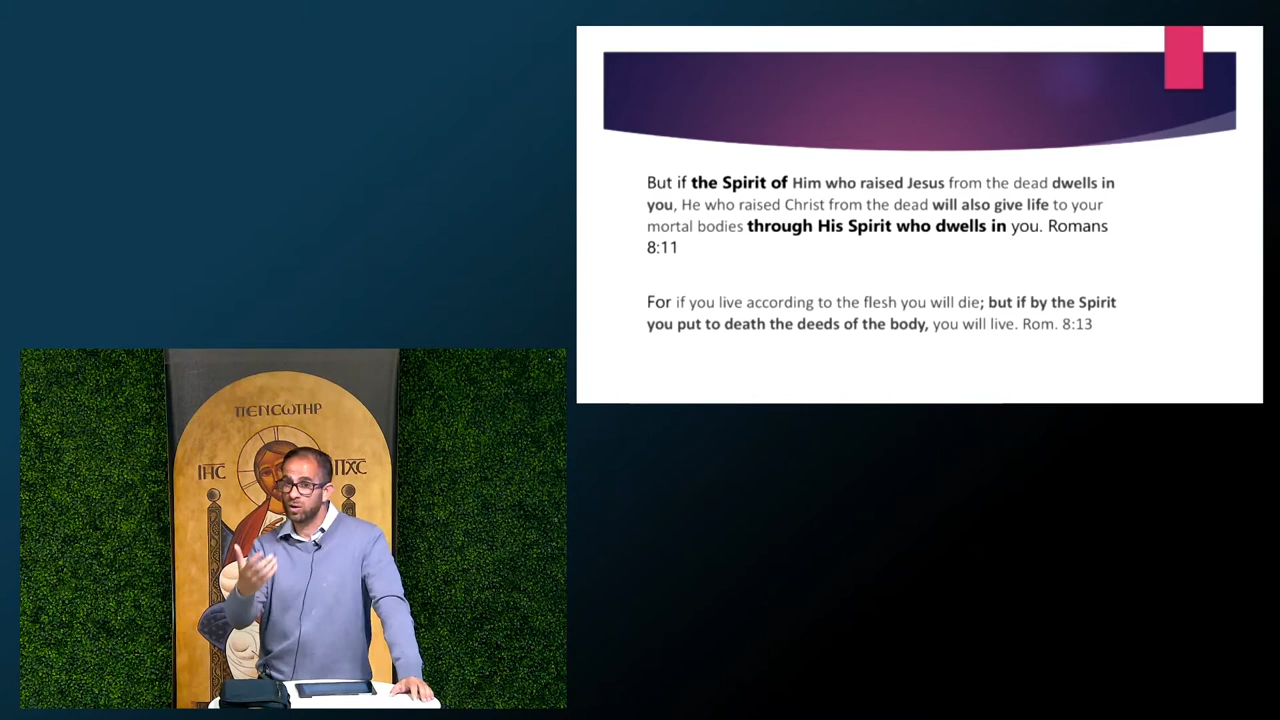 But if the Spirit of Him who raised Jesus from the dead dwells in
you, He who raised Christ from the dead will also give life to your
mortal bodies through His Spirit who dwells in you. Romans
8:11
For if you live according to the flesh you will die; but if by the Spirit
you put to death the deeds of the body, you will live. Rom. 8:13
ⲠⲈⲚⲤⲰⲦⲎⲢ
ⲒⲎⲤ ⲠⲬⲤ